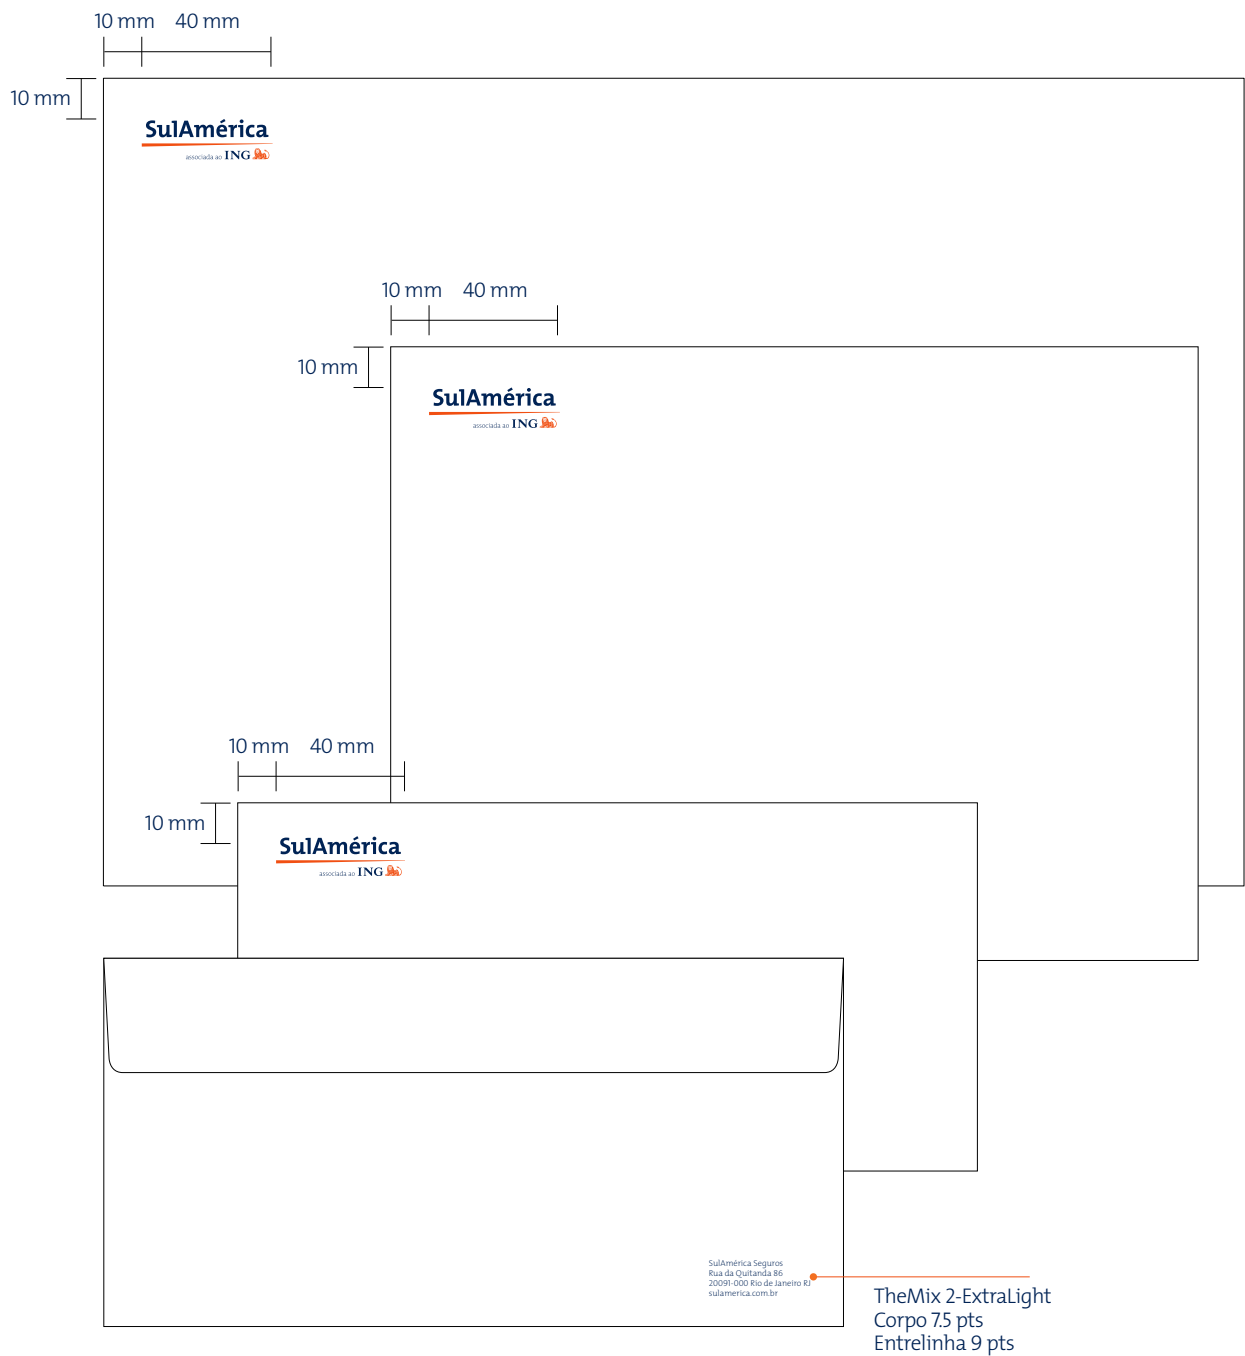 10 mm 40 mm
10 mm
SulAmérica
associada ao ING
10 mm 40 mm
10 mm
SulAmérica
associada ao ING
10 mm 40 mm
10 mm
SulAmérica
associada ao ING
SulAmérica Seguros
Rua da Quitanda 86
20091-000 Rio de Janeiro RJ
sulamerica.com.br
TheMix 2-ExtraLight
Corpo 7.5 pts
Entrelinha 9 pts